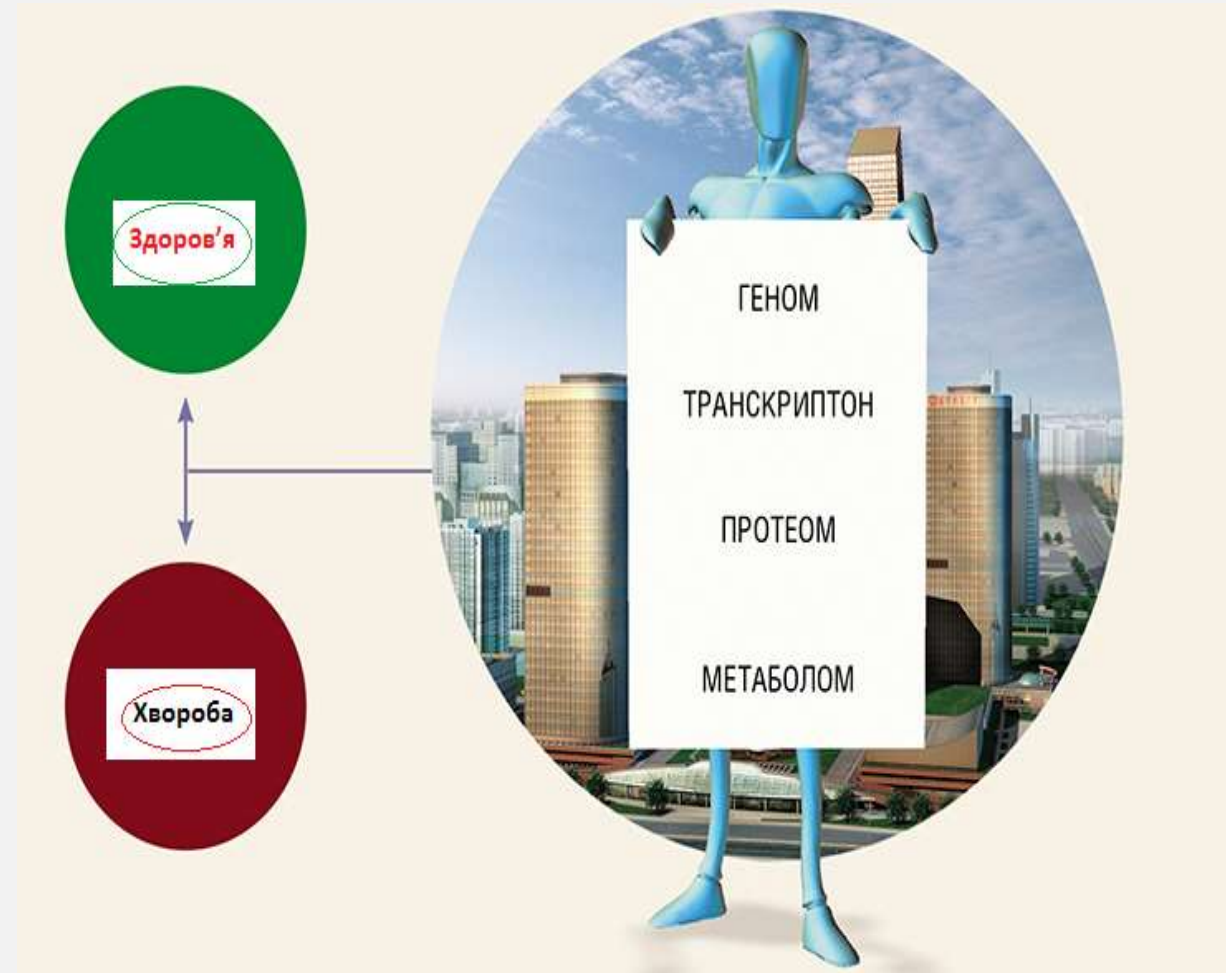 Здоров’я
Хвороба
ГЕНОМ
ТРАНСКРИПТОН
ПРОТЕОМ
МЕТАБОЛОМ